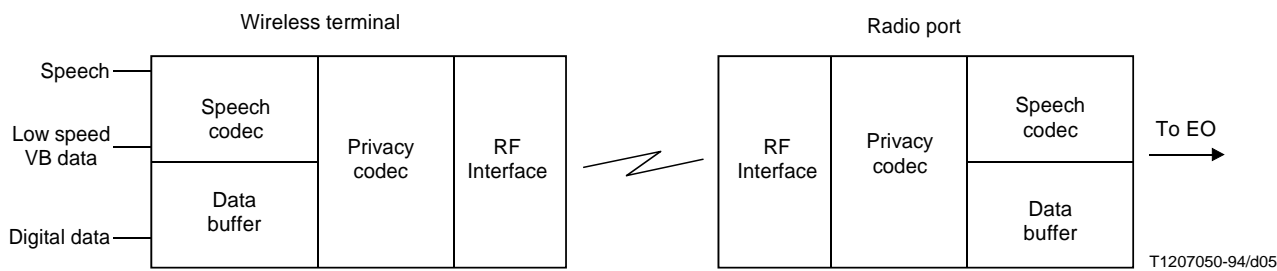 Wireless terminal
Radio port
Speech
Low speed
VB data
Digital data
Speech
codec
Data
buffer
Privacy
codec
RF
Interface
RF
Interface
Privacy
codec
Speech
codec
Data
buffer
To EO
T1207050-94/d05